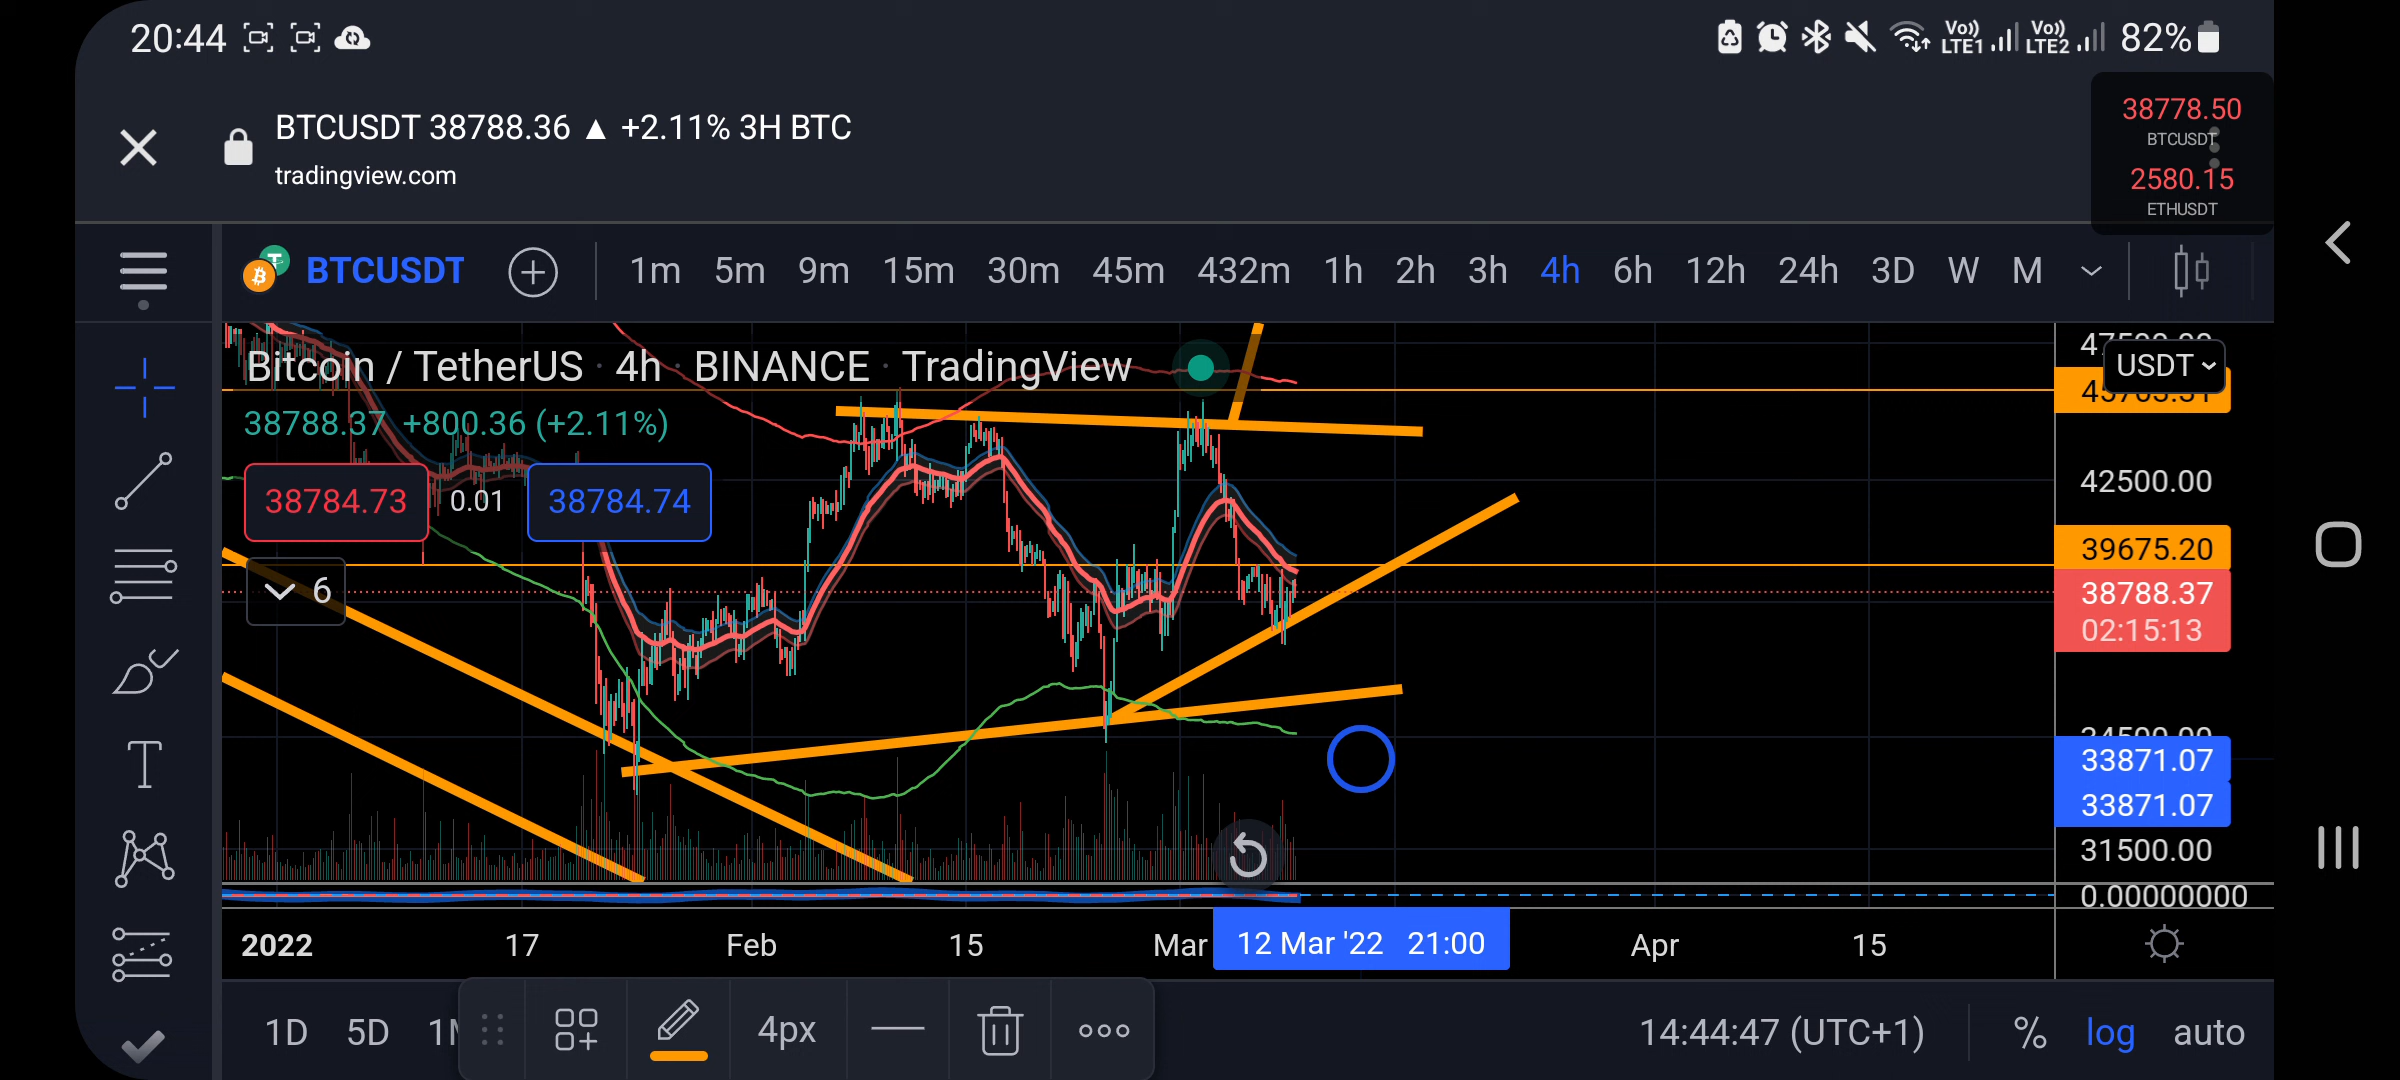 20:44
Vo)) LTE1 Vo)) LTE2 82%
BTCUSDT 38788.36 ▲ +2.11% 3H BTC
tradingview.com
38778.50
BTCUSDT
2580.15
ETHUSDT
BTCUSDT 1m 5m 9m 15m 30m 45m 432m 1h 2h 3h 4h 6h 12h 24h 3D W M
Bitcoin / TetherUS · 4h · BINANCE · TradingView
38788.37 +800.36 (+2.11%)
38784.73 0.01 38784.74
6
USDT
42500.00
39675.20
38788.37
02:15:13
33871.07
33871.07
31500.00
0.00000000
2022 17 Feb 15 Mar 12 Mar '22 21:00 Apr 15
1D 5D 4px 14:44:47 (UTC+1) % log auto